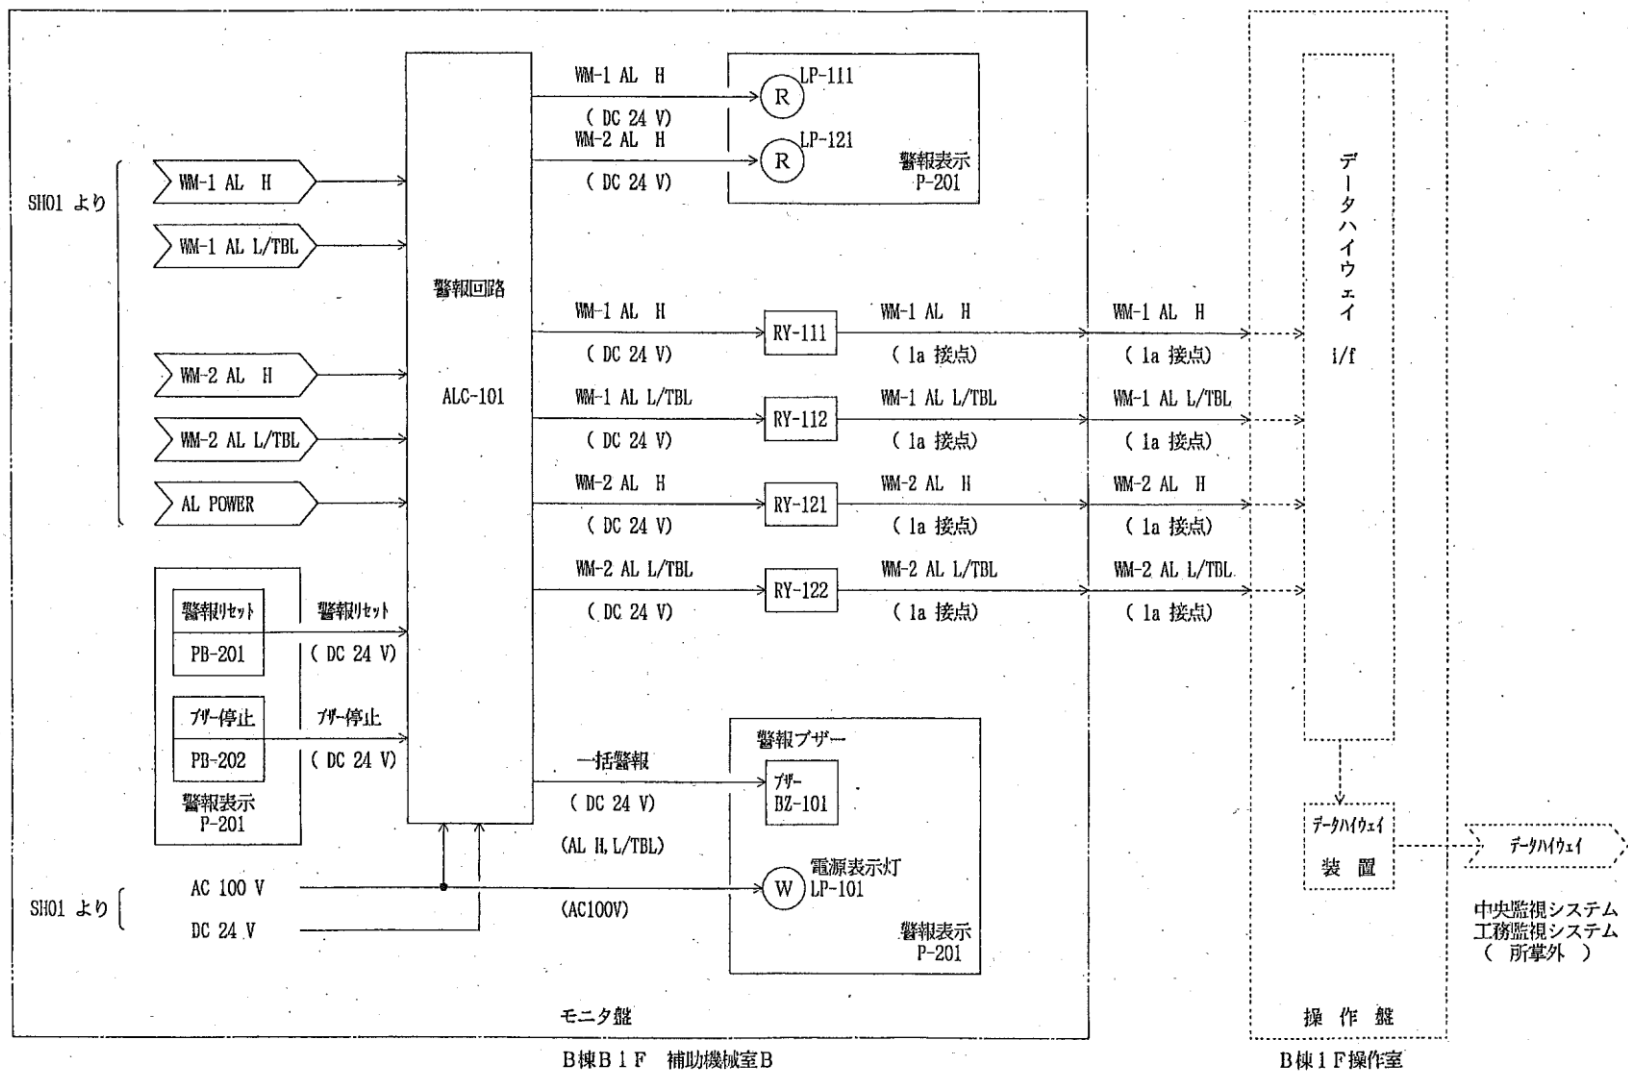 SH01 より
WM-1 AL H
WM-1 AL L/TBL
WM-2 AL H
WM-2 AL L/TBL
AL POWER
警報リセット
PB-201
警報リセット
( DC 24 V)
ブザー停止
PB-202
ブザー停止
( DC 24 V)
警報表示
P-201
SH01 より
AC 100 V
DC 24 V
警報回路
ALC-101
WM-1 AL H
( DC 24 V)
WM-2 AL H
( DC 24 V)
R
LP-111
R
LP-121
警報表示
P-201
WM-1 AL H
( DC 24 V)
RY-111
WM-1 AL H
( 1a 接点)
WM-1 AL H
( 1a 接点)
WM-1 AL L/TBL
( DC 24 V)
RY-112
WM-1 AL L/TBL
( 1a 接点)
WM-1 AL L/TBL
( 1a 接点)
WM-2 AL H
( DC 24 V)
RY-121
WM-2 AL H
( 1a 接点)
WM-2 AL H
( 1a 接点)
WM-2 AL L/TBL
( DC 24 V)
RY-122
WM-2 AL L/TBL
( 1a 接点)
WM-2 AL L/TBL
( 1a 接点)
一括警報
( DC 24 V)
(AL H, L/TBL)
(AC100V)
警報ブザー
ブザー
BZ-101
W
電源表示灯
LP-101
警報表示
P-201
モニタ盤
B棟B1F 補助機械室B
データハイウェイ
i/f
データハイウェイ
装 置
データハイウェイ
中央監視システム
工務監視システム
( 所掌外 )
操 作 盤
B棟1F操作室